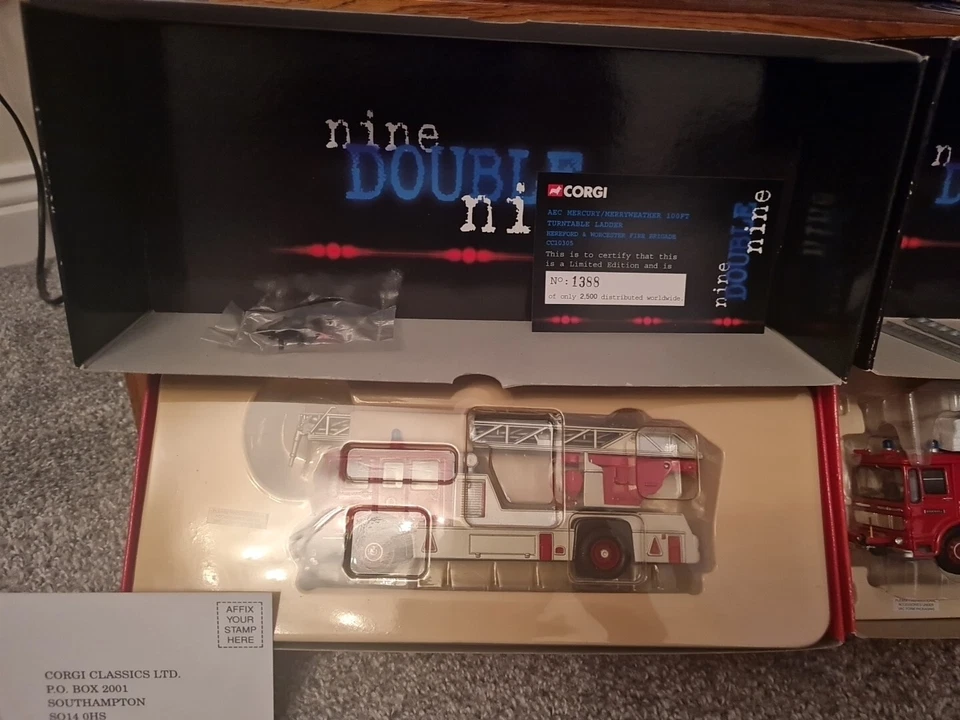 nine
DOUBLE
ni
CORGI
AEC MERCURY/MERRYWEATHER 100FT
TURNTABLE LADDER
HEREFORD & WORCESTER FIRE BRIGADE
CC10305
This is to certify that this
is a Limited Edition and is
No: 1388
of only 2,500 distributed worldwide.
nine
DOUBLE
nine
n
D
AFFIX
YOUR
STAMP
HERE
CORGI CLASSICS LTD.
P.O. BOX 2001
SOUTHAMPTON
SO14 0HS